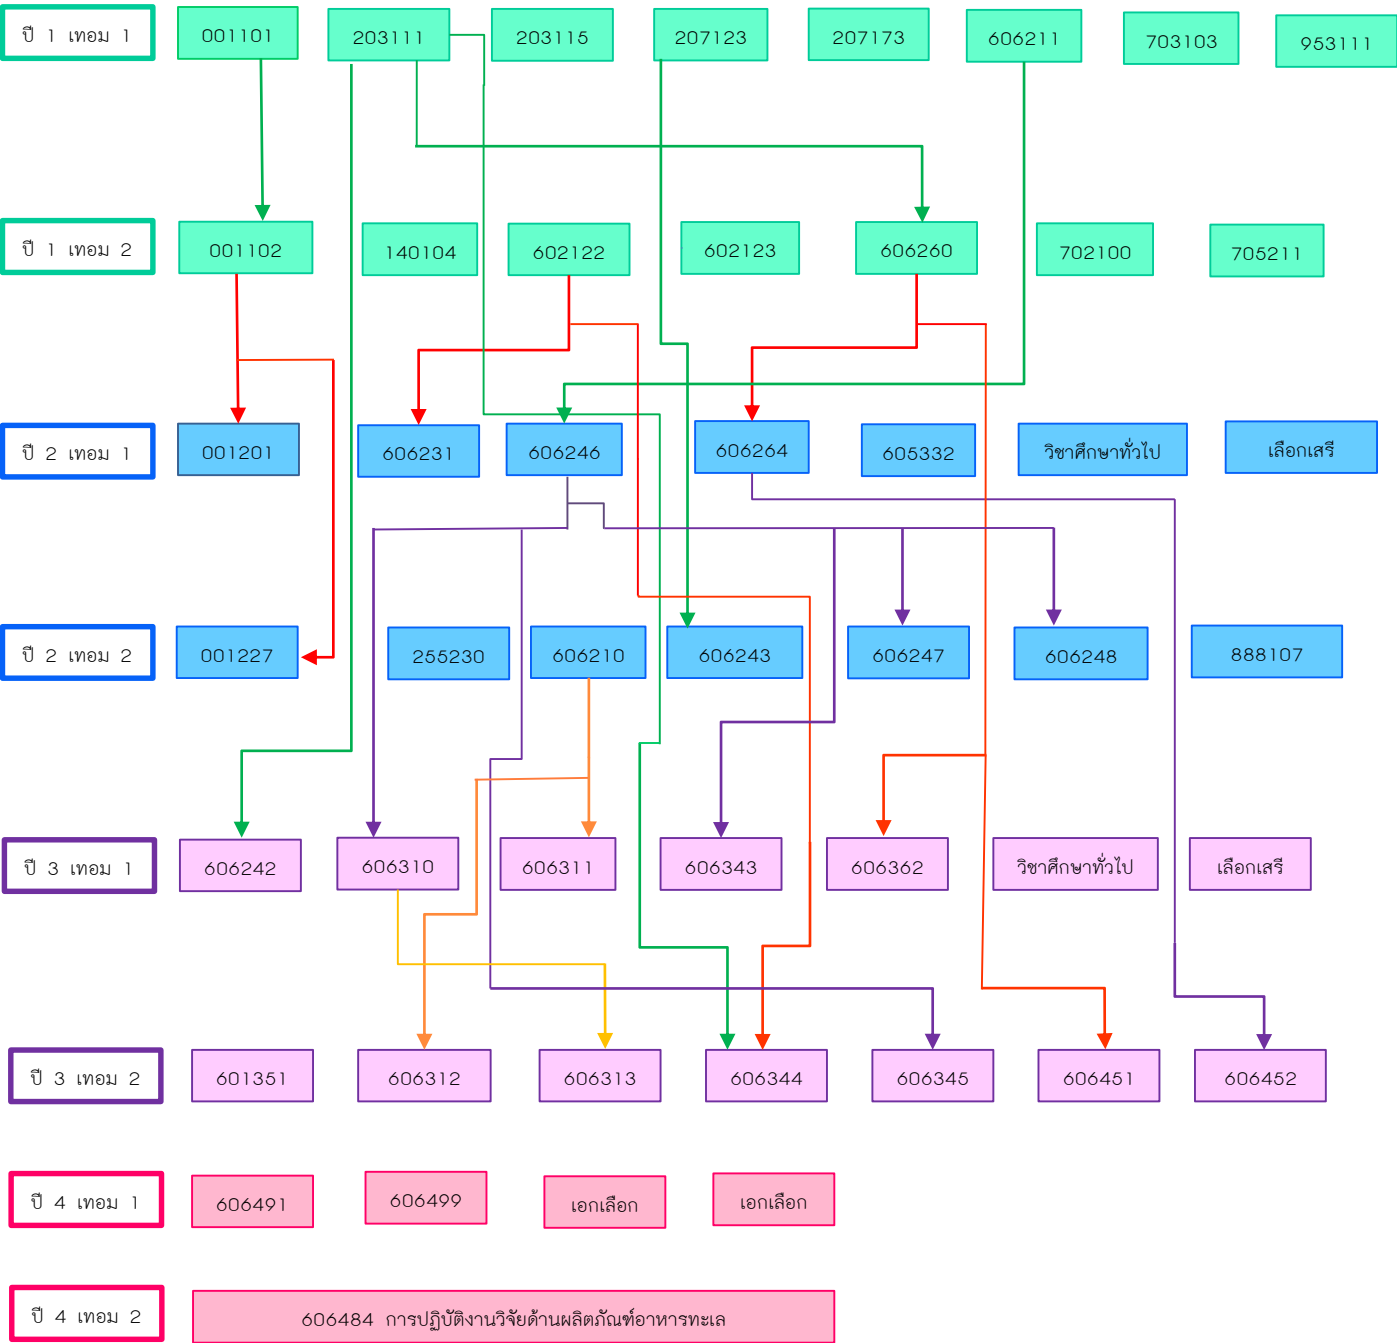 ปี 1 เทอม 1
001101
203111
203115
207123
207173
606211
703103
953111
ปี 1 เทอม 2
001102
140104
602122
602123
606260
702100
705211
ปี 2 เทอม 1
001201
606231
606246
606264
605332
วิชาศึกษาทั่วไป
เลือกเสรี
ปี 2 เทอม 2
001227
255230
606210
606243
606247
606248
888107
ปี 3 เทอม 1
606242
606310
606311
606343
606362
วิชาศึกษาทั่วไป
เลือกเสรี
ปี 3 เทอม 2
601351
606312
606313
606344
606345
606451
606452
ปี 4 เทอม 1
606491
606499
เอกเลือก
เอกเลือก
ปี 4 เทอม 2
606484 การปฏิบัติงานวิจัยด้านผลิตภัณฑ์อาหารทะเล